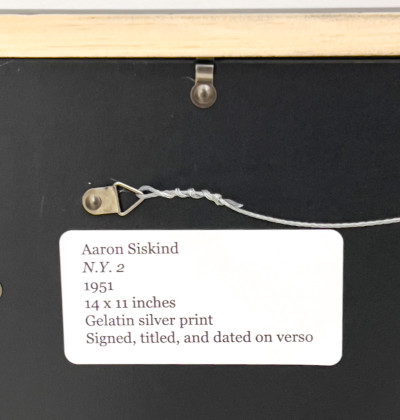 Aaron Siskind
N.Y. 2
1951
14 x 11 inches
Gelatin silver print
Signed, titled, and dated on verso